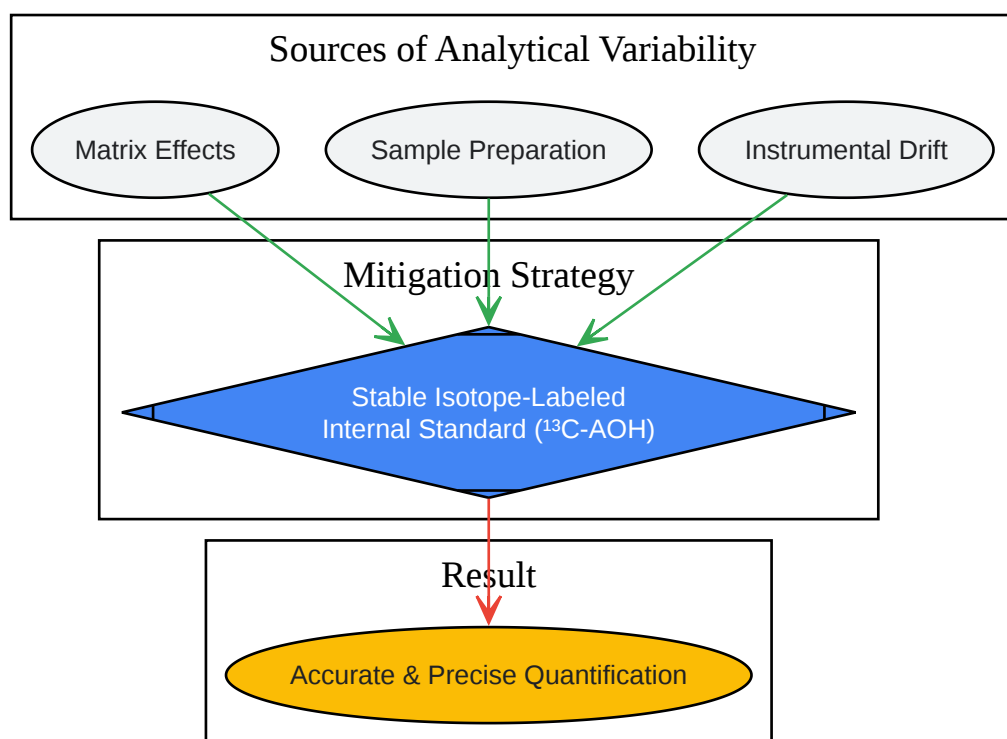 Sources of Analytical Variability
Matrix Effects
Sample Preparation
Instrumental Drift
Mitigation Strategy
Stable Isotope-Labeled
Internal Standard (¹³C-AOH)
Result
Accurate & Precise Quantification